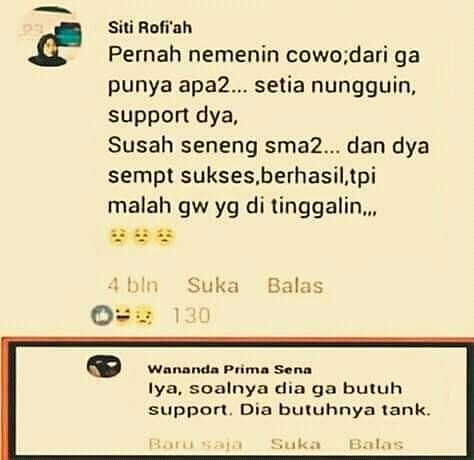 Siti Rofi'ah
Pernah nemenin cowo;dari ga
punya apa2... setia nungguin,
support dya,
Susah seneng sma2... dan dya
sempt sukses,berhasil,tpi
malah gw yg di tinggalin,,,
😟😟😟
4 bln Suka Balas
130
Wananda Prima Sena
Iya, soalnya dia ga butuh
support. Dia butuhnya tank.
Baru saja Suka Balas